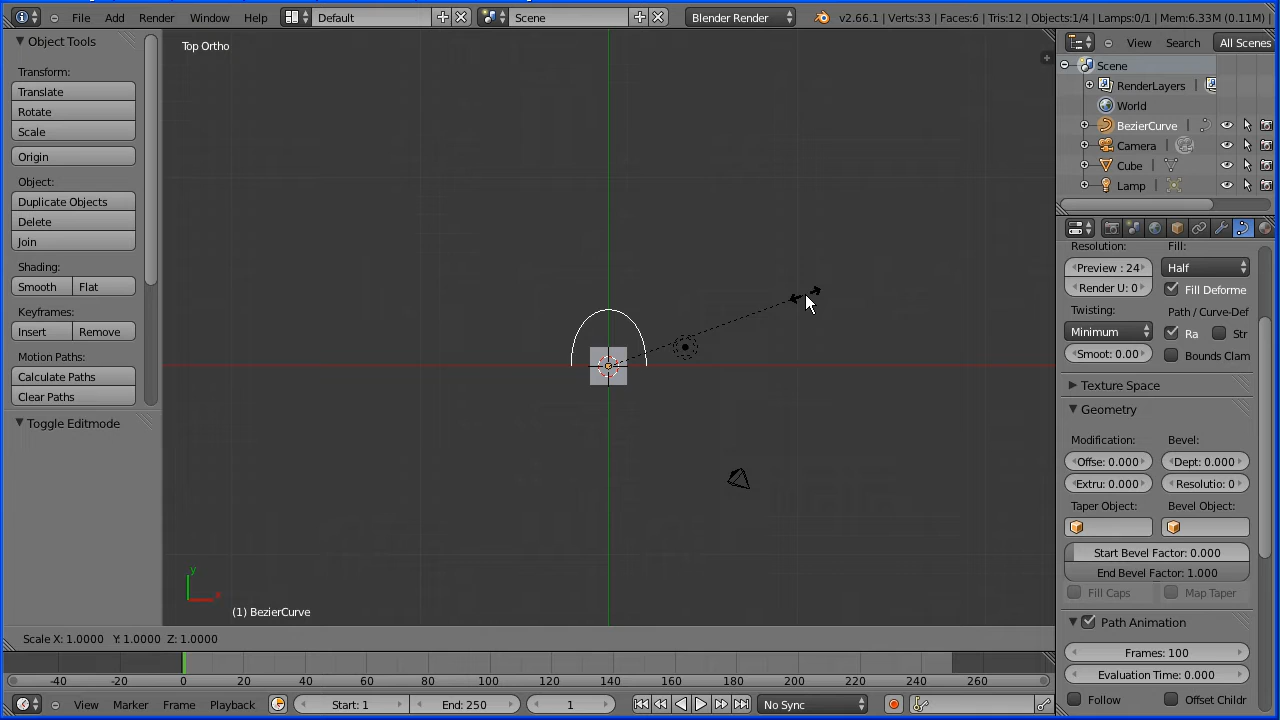 File Add Render Window Help Default Scene Blender Render v2.66.1 | Verts:33 | Faces:6 | Tris:12 | Objects:1/4 | Lamps:0/1 | Mem:6.33M (0.11M) |
Object Tools
Transform:
Translate
Rotate
Scale
Origin
Object:
Duplicate Objects
Delete
Join
Shading:
Smooth Flat
Keyframes:
Insert Remove
Motion Paths:
Calculate Paths
Clear Paths
Toggle Editmode
Top Ortho
y
(1) BezierCurve
View Search All Scenes
Scene
RenderLayers
World
BezierCurve
Camera
Cube
Lamp
Resolution: Fill:
Preview : 24 Half
Render U: 0 Fill Deforme
Twisting: Path / Curve-Def
Minimum Ra Str
Smoot: 0.00 Bounds Clam
Texture Space
Geometry
Modification: Bevel:
Offse: 0.000 Dept: 0.000
Extru: 0.000 Resolutio: 0
Taper Object: Bevel Object:
Start Bevel Factor: 0.000
End Bevel Factor: 1.000
Fill Caps Map Taper
Path Animation
Frames: 100
Evaluation Time: 0.000
Follow Offset Childr
Scale X: 1.0000 Y: 1.0000 Z: 1.0000
-40 -20 0 20 40 60 80 100 120 140 160 180 200 220 240 260
View Marker Frame Playback Start: 1 End: 250 1 No Sync